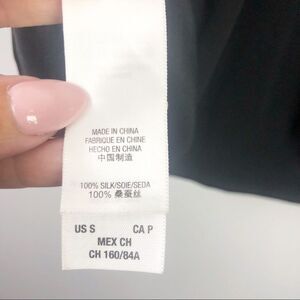 MADE IN CHINA
FABRIQUE EN CHINE
HECHO EN CHINA
中国制造
100% SILK/SOIE/SEDA
100% 桑蚕丝
US S CA P
MEX CH
CH 160/84A